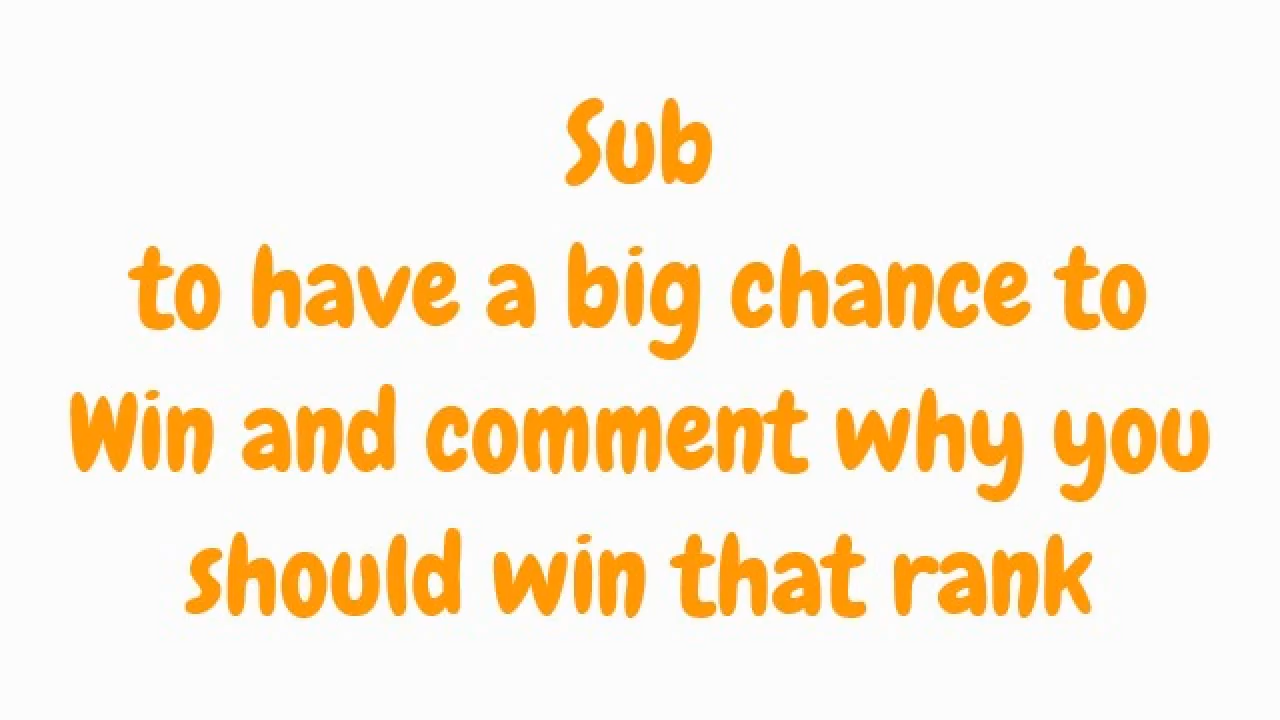 Sub
to have a big chance to
Win and comment why you
should win that rank